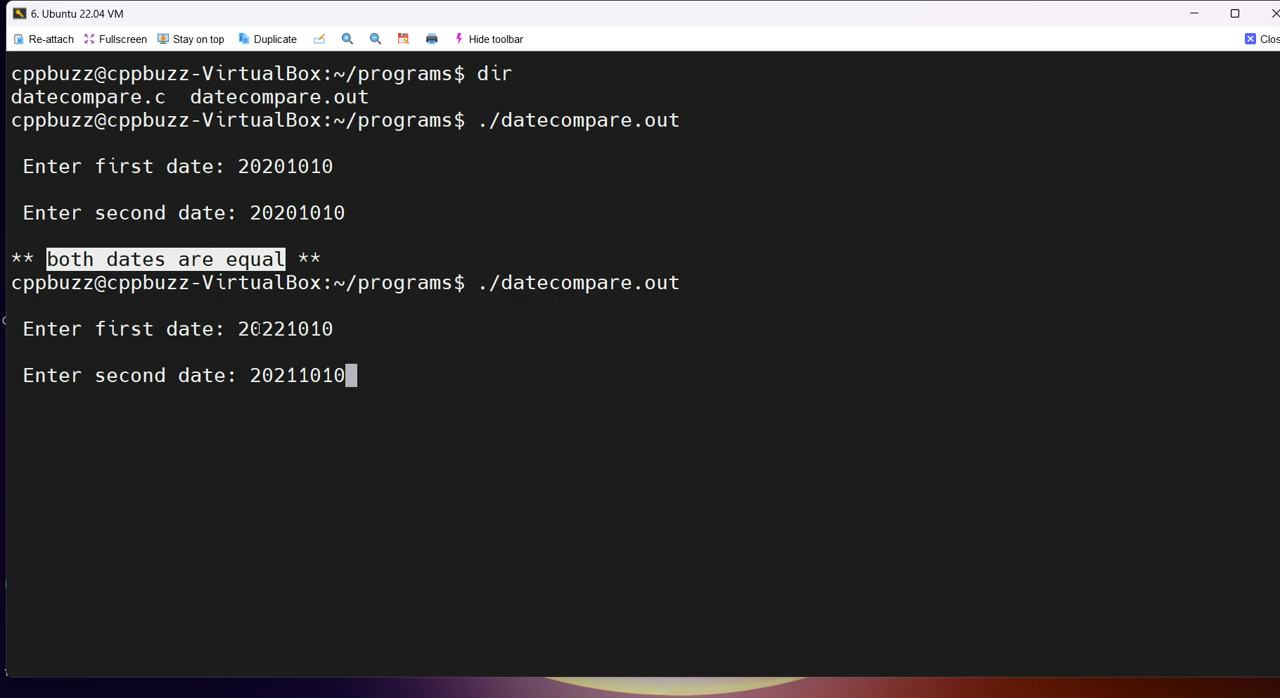 6. Ubuntu 22.04 VM
Re-attach Fullscreen Stay on top Duplicate Hide toolbar Clos
cppbuzz@cppbuzz-VirtualBox:~/programs$ dir
datecompare.c  datecompare.out
cppbuzz@cppbuzz-VirtualBox:~/programs$ ./datecompare.out
Enter first date: 20201010
Enter second date: 20201010
** both dates are equal **
cppbuzz@cppbuzz-VirtualBox:~/programs$ ./datecompare.out
Enter first date: 20221010
Enter second date: 20211010